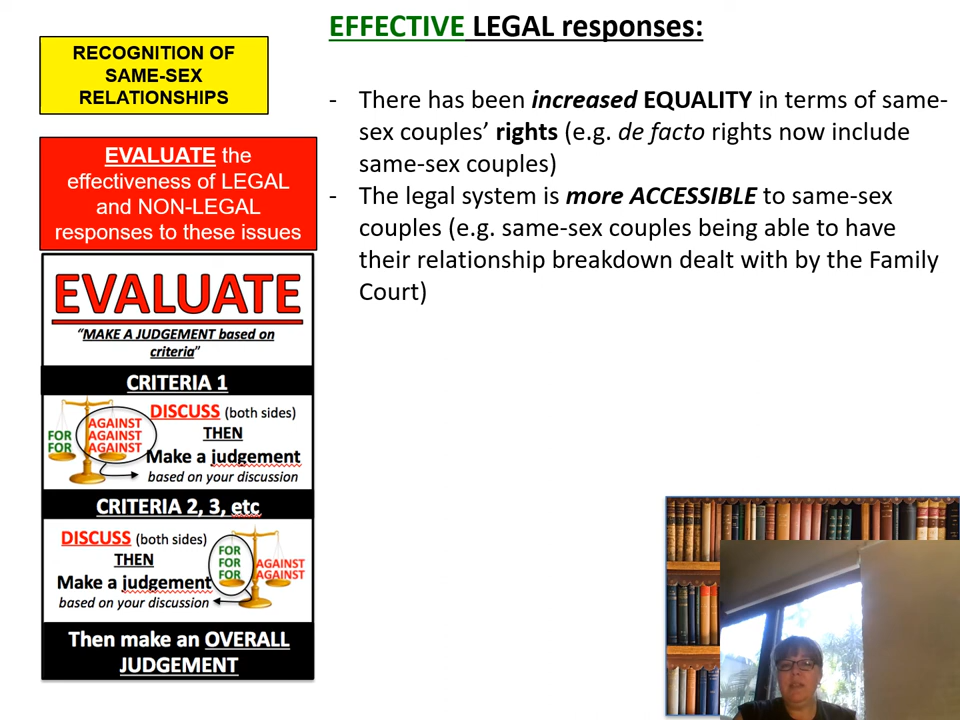 RECOGNITION OF
SAME-SEX
RELATIONSHIPS
EVALUATE the
effectiveness of LEGAL
and NON-LEGAL
responses to these issues
EVALUATE
“MAKE A JUDGEMENT based on
criteria”
CRITERIA 1
DISCUSS (both sides)
THEN
Make a judgement
based on your discussion
FOR
FOR
AGAINST
AGAINST
AGAINST
CRITERIA 2, 3, etc
DISCUSS (both sides)
THEN
Make a judgement
based on your discussion
FOR
FOR
FOR
AGAINST
AGAINST
Then make an OVERALL
JUDGEMENT
EFFECTIVE LEGAL responses:
- There has been increased EQUALITY in terms of same-
sex couples’ rights (e.g. de facto rights now include
same-sex couples)
- The legal system is more ACCESSIBLE to same-sex
couples (e.g. same-sex couples being able to have
their relationship breakdown dealt with by the Family
Court)